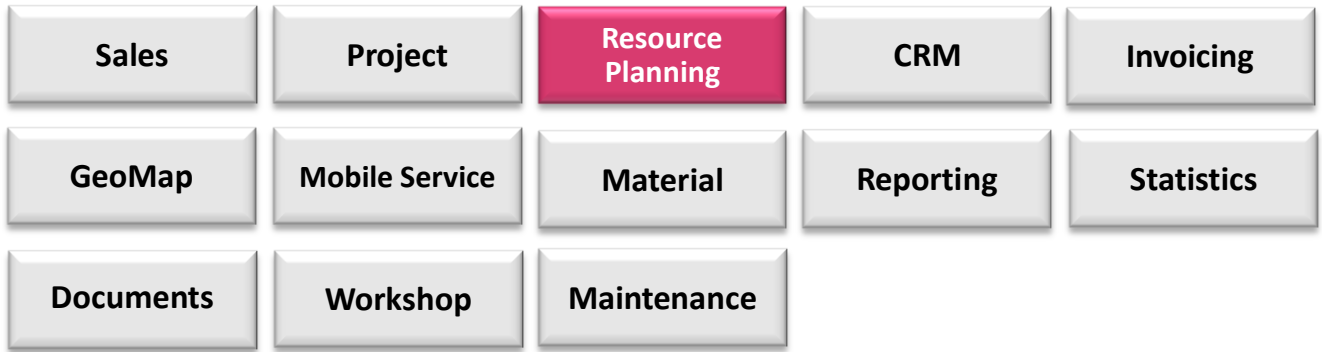 Sales
Project
Resource
Planning
CRM
Invoicing
GeoMap
Mobile Service
Material
Reporting
Statistics
Documents
Workshop
Maintenance